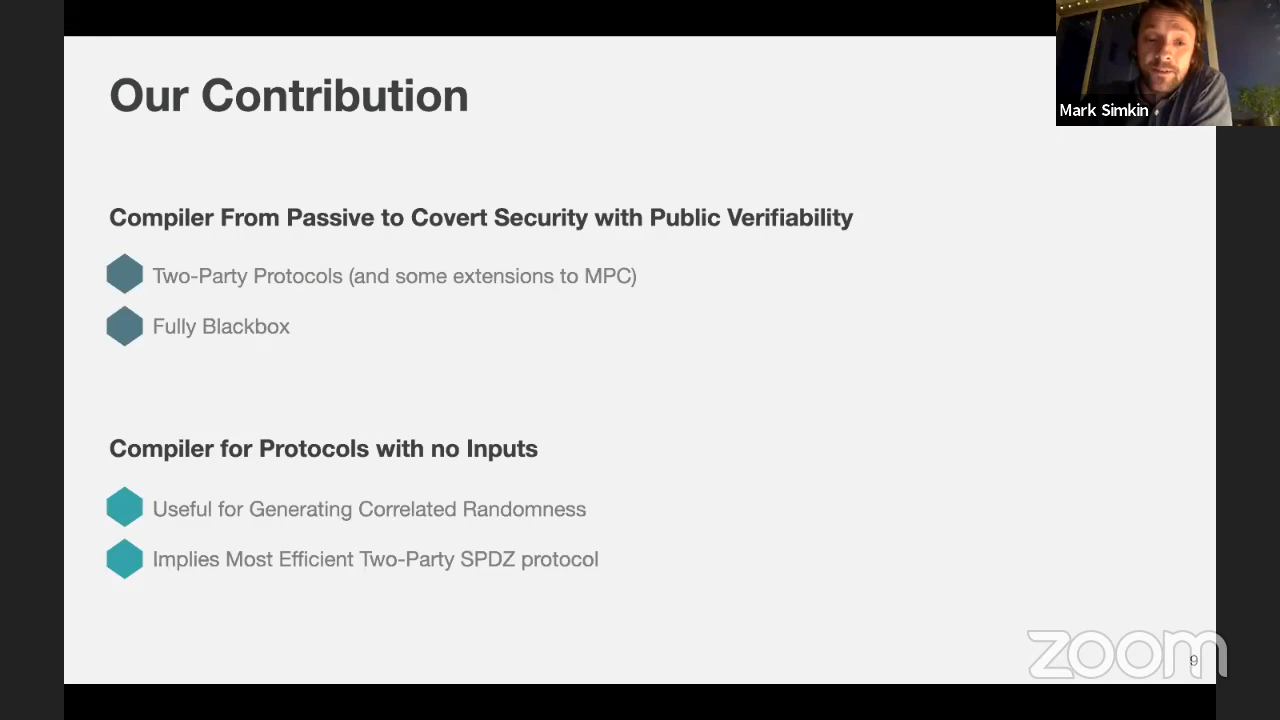 Our Contribution
Mark Simkin
Compiler From Passive to Covert Security with Public Verifiability
Two-Party Protocols (and some extensions to MPC)
Fully Blackbox
Compiler for Protocols with no Inputs
Useful for Generating Correlated Randomness
Implies Most Efficient Two-Party SPDZ protocol
zoom
9